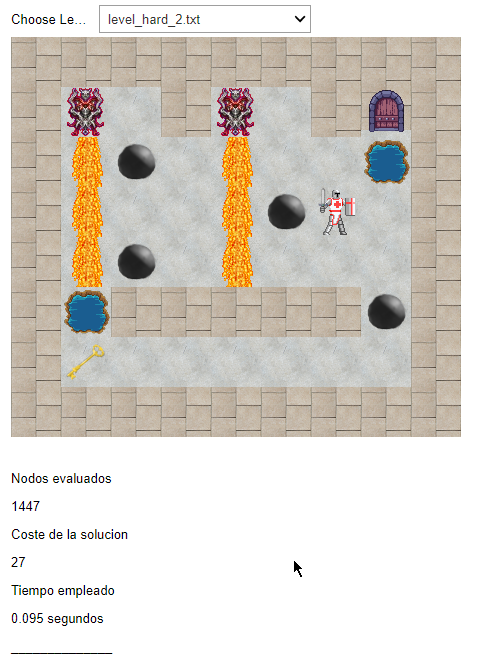 Choose Le... level_hard_2.txt
Nodos evaluados
1447
Coste de la solucion
27
Tiempo empleado
0.095 segundos